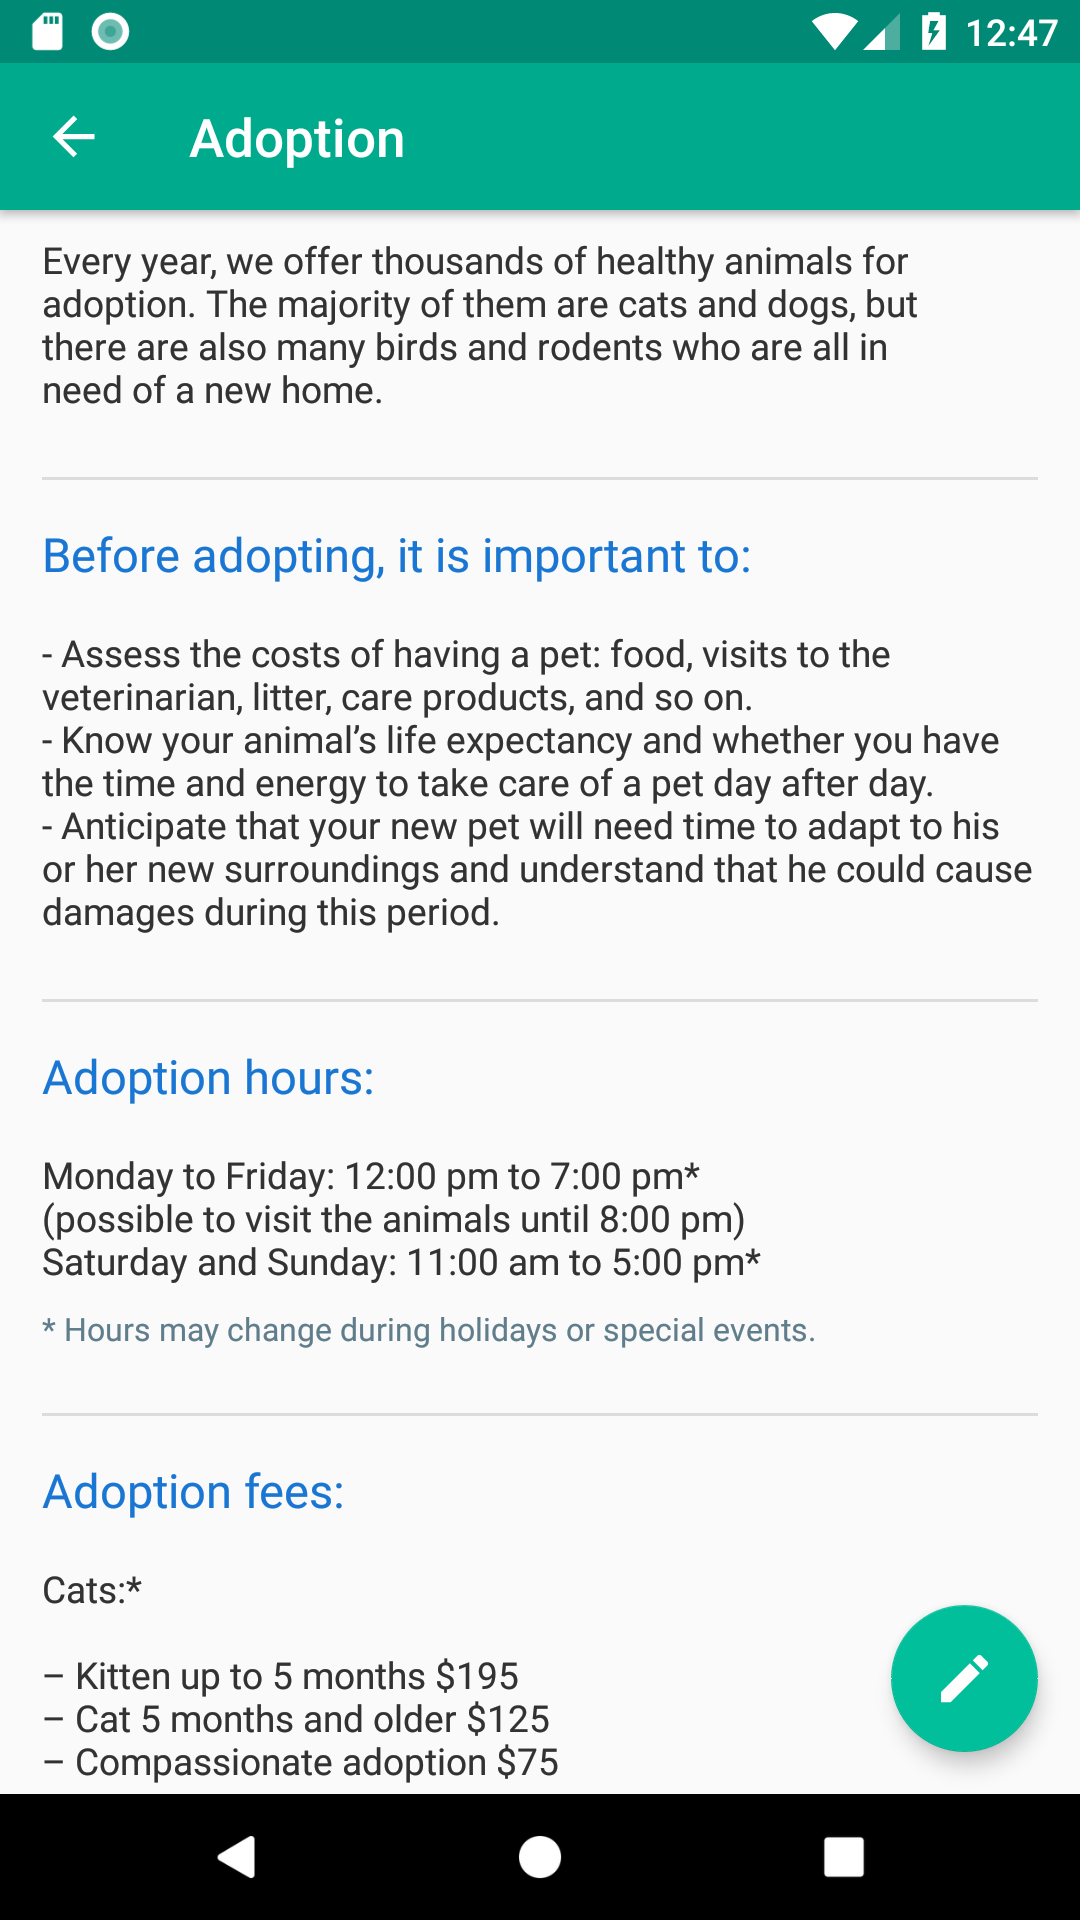 12:47
Adoption
Every year, we offer thousands of healthy animals for
adoption. The majority of them are cats and dogs, but
there are also many birds and rodents who are all in
need of a new home.
Before adopting, it is important to:
- Assess the costs of having a pet: food, visits to the
veterinarian, litter, care products, and so on.
- Know your animal’s life expectancy and whether you have
the time and energy to take care of a pet day after day.
- Anticipate that your new pet will need time to adapt to his
or her new surroundings and understand that he could cause
damages during this period.
Adoption hours:
Monday to Friday: 12:00 pm to 7:00 pm*
(possible to visit the animals until 8:00 pm)
Saturday and Sunday: 11:00 am to 5:00 pm*
* Hours may change during holidays or special events.
Adoption fees:
Cats:*
– Kitten up to 5 months $195
– Cat 5 months and older $125
– Compassionate adoption $75